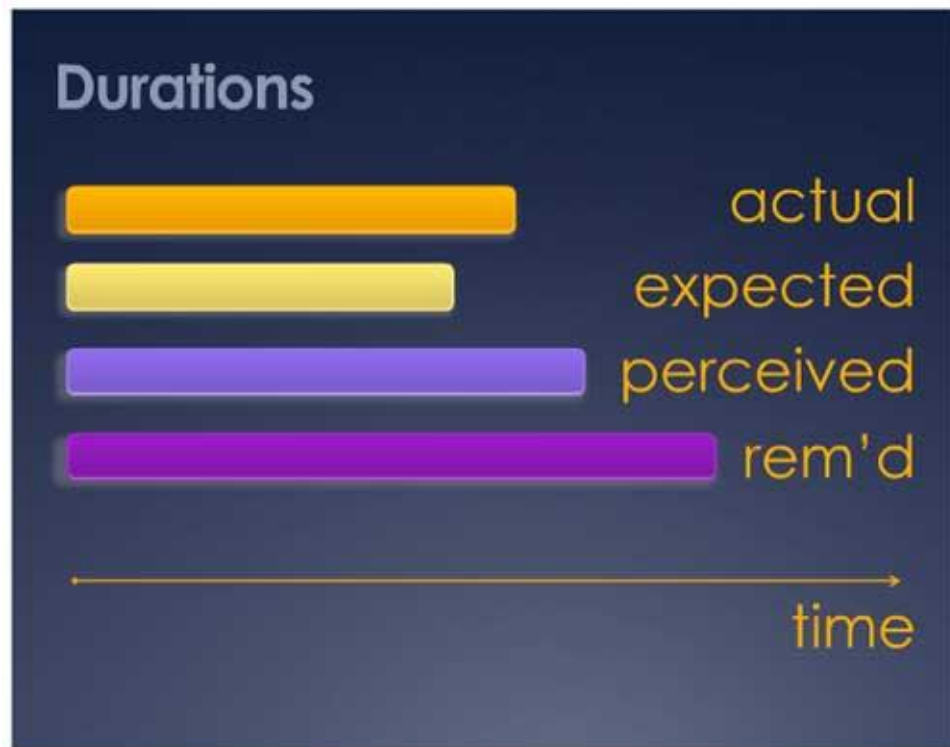 Durations
actual
expected
perceived
rem'd
time